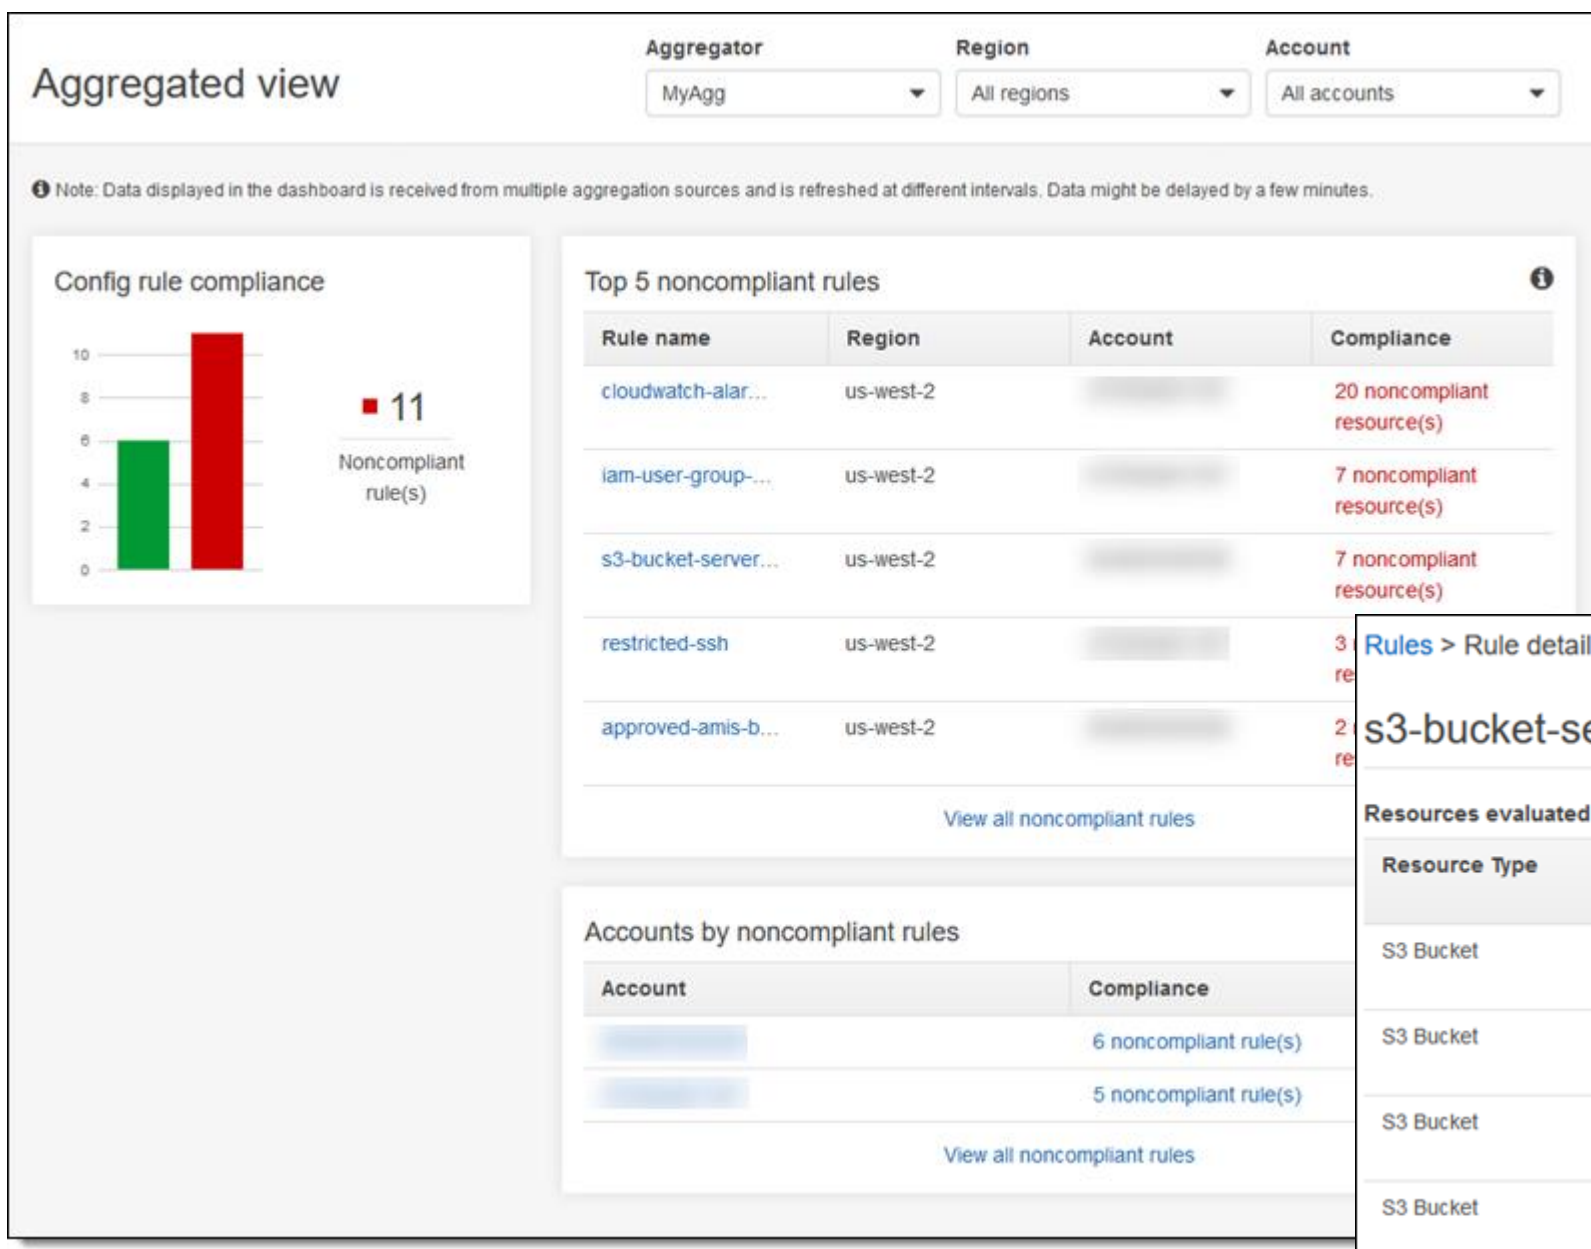 Aggregated view
Aggregator
MyAgg
Region
All regions
Account
All accounts
Note: Data displayed in the dashboard is received from multiple aggregation sources and is refreshed at different intervals. Data might be delayed by a few minutes.
Config rule compliance
10
8
6
4
2
0
11
Noncompliant
rule(s)
Top 5 noncompliant rules
Rule name Region Account Compliance
cloudwatch-alar... us-west-2 20 noncompliant
resource(s)
iam-user-group-... us-west-2 7 noncompliant
resource(s)
s3-bucket-server... us-west-2 7 noncompliant
resource(s)
restricted-ssh us-west-2 3
re
approved-amis-b... us-west-2 2
re
View all noncompliant rules
Accounts by noncompliant rules
Account Compliance
6 noncompliant rule(s)
5 noncompliant rule(s)
View all noncompliant rules
Rules > Rule detail
s3-bucket-se
Resources evaluated
Resource Type
S3 Bucket
S3 Bucket
S3 Bucket
S3 Bucket